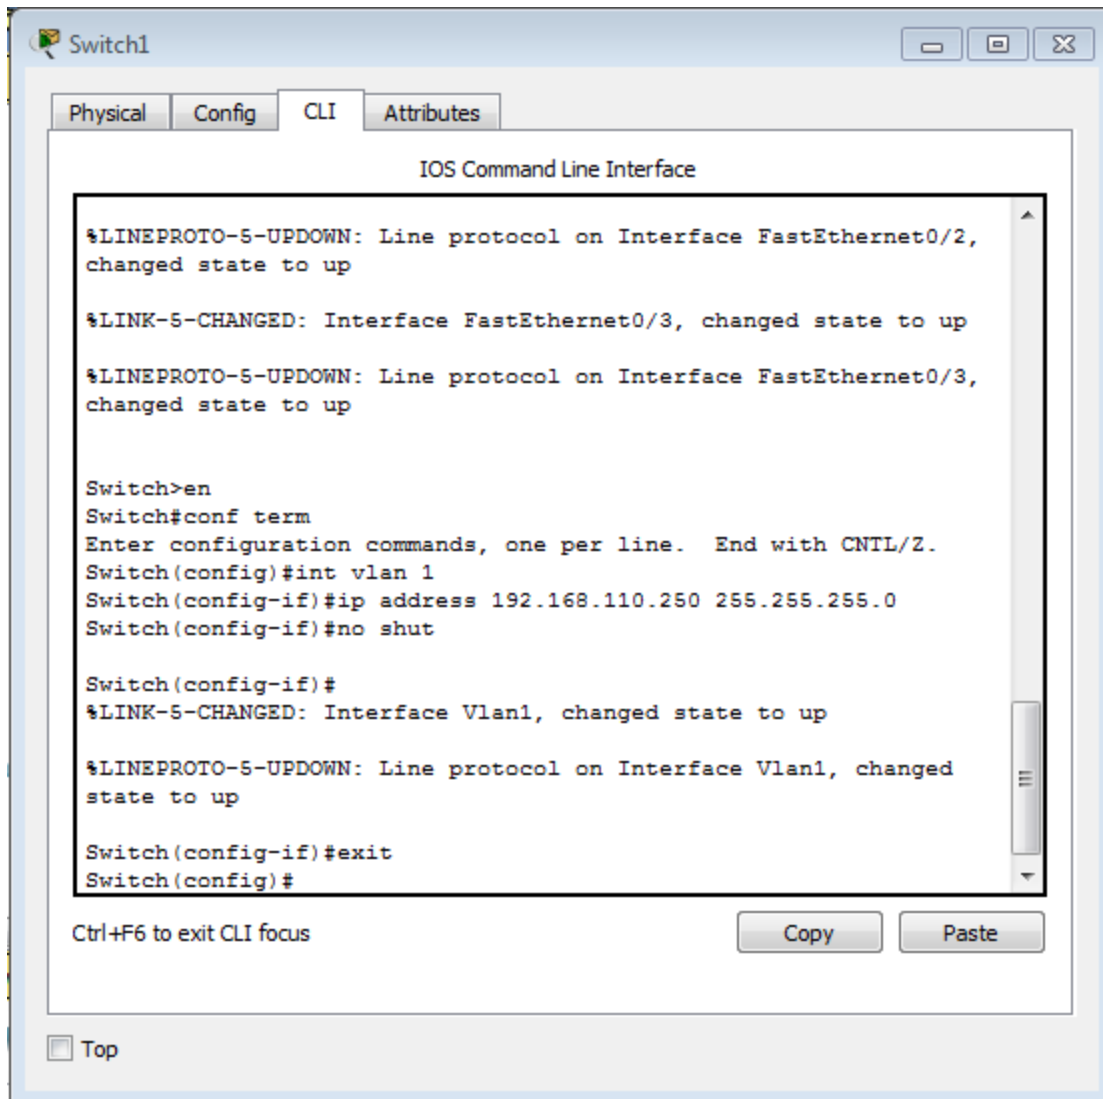 Switch1
Physical Config CLI Attributes
IOS Command Line Interface
%LINEPROTO-5-UPDOWN: Line protocol on Interface FastEthernet0/2,
changed state to up
%LINK-5-CHANGED: Interface FastEthernet0/3, changed state to up
%LINEPROTO-5-UPDOWN: Line protocol on Interface FastEthernet0/3,
changed state to up
Switch>en
Switch#conf term
Enter configuration commands, one per line.  End with CNTL/Z.
Switch(config)#int vlan 1
Switch(config-if)#ip address 192.168.110.250 255.255.255.0
Switch(config-if)#no shut
Switch(config-if)#
%LINK-5-CHANGED: Interface Vlan1, changed state to up
%LINEPROTO-5-UPDOWN: Line protocol on Interface Vlan1, changed
state to up
Switch(config-if)#exit
Switch(config)#
Ctrl+F6 to exit CLI focus Copy Paste
Top